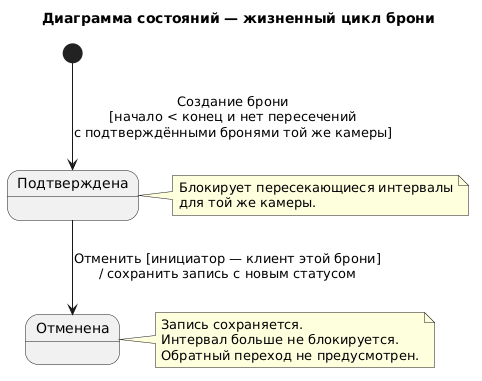 Диаграмма состояний — жизненный цикл брони
Создание брони
[начало < конец и нет пересечений
с подтверждёнными бронями той же камеры]
Подтверждена
Блокирует пересекающиеся интервалы
для той же камеры.
Отменить [инициатор — клиент этой брони]
/ сохранить запись с новым статусом
Отменена
Запись сохраняется.
Интервал больше не блокируется.
Обратный переход не предусмотрен.